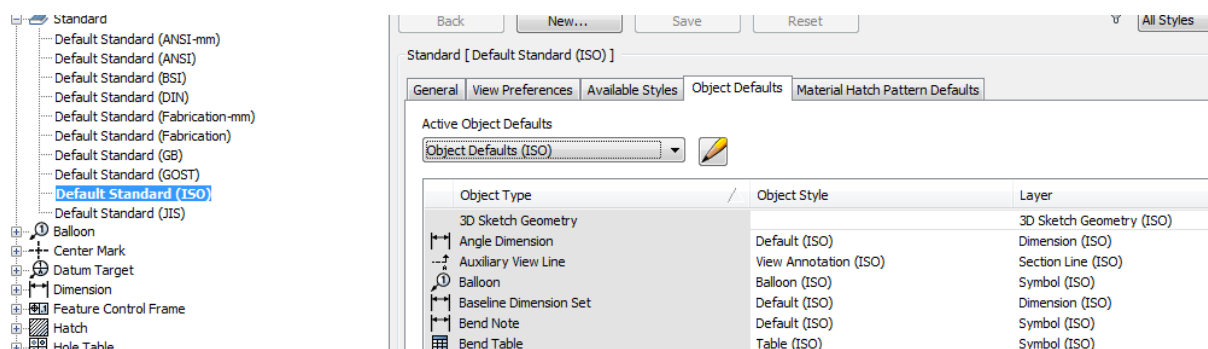 Standard
Default Standard (ANSI-mm)
Default Standard (ANSI)
Default Standard (BSI)
Default Standard (DIN)
Default Standard (Fabrication-mm)
Default Standard (Fabrication)
Default Standard (GB)
Default Standard (GOST)
Default Standard (ISO)
Default Standard (JIS)
Balloon
Center Mark
Datum Target
Dimension
Feature Control Frame
Hatch
Hole Table
Back New... Save Reset All Styles
Standard [ Default Standard (ISO) ]
General View Preferences Available Styles Object Defaults Material Hatch Pattern Defaults
Active Object Defaults
Object Defaults (ISO)
Object Type Object Style Layer
3D Sketch Geometry 3D Sketch Geometry (ISO)
Angle Dimension Default (ISO) Dimension (ISO)
Auxiliary View Line View Annotation (ISO) Section Line (ISO)
Balloon Balloon (ISO) Symbol (ISO)
Baseline Dimension Set Default (ISO) Dimension (ISO)
Bend Note Default (ISO) Symbol (ISO)
Bend Table Table (ISO) Symbol (ISO)